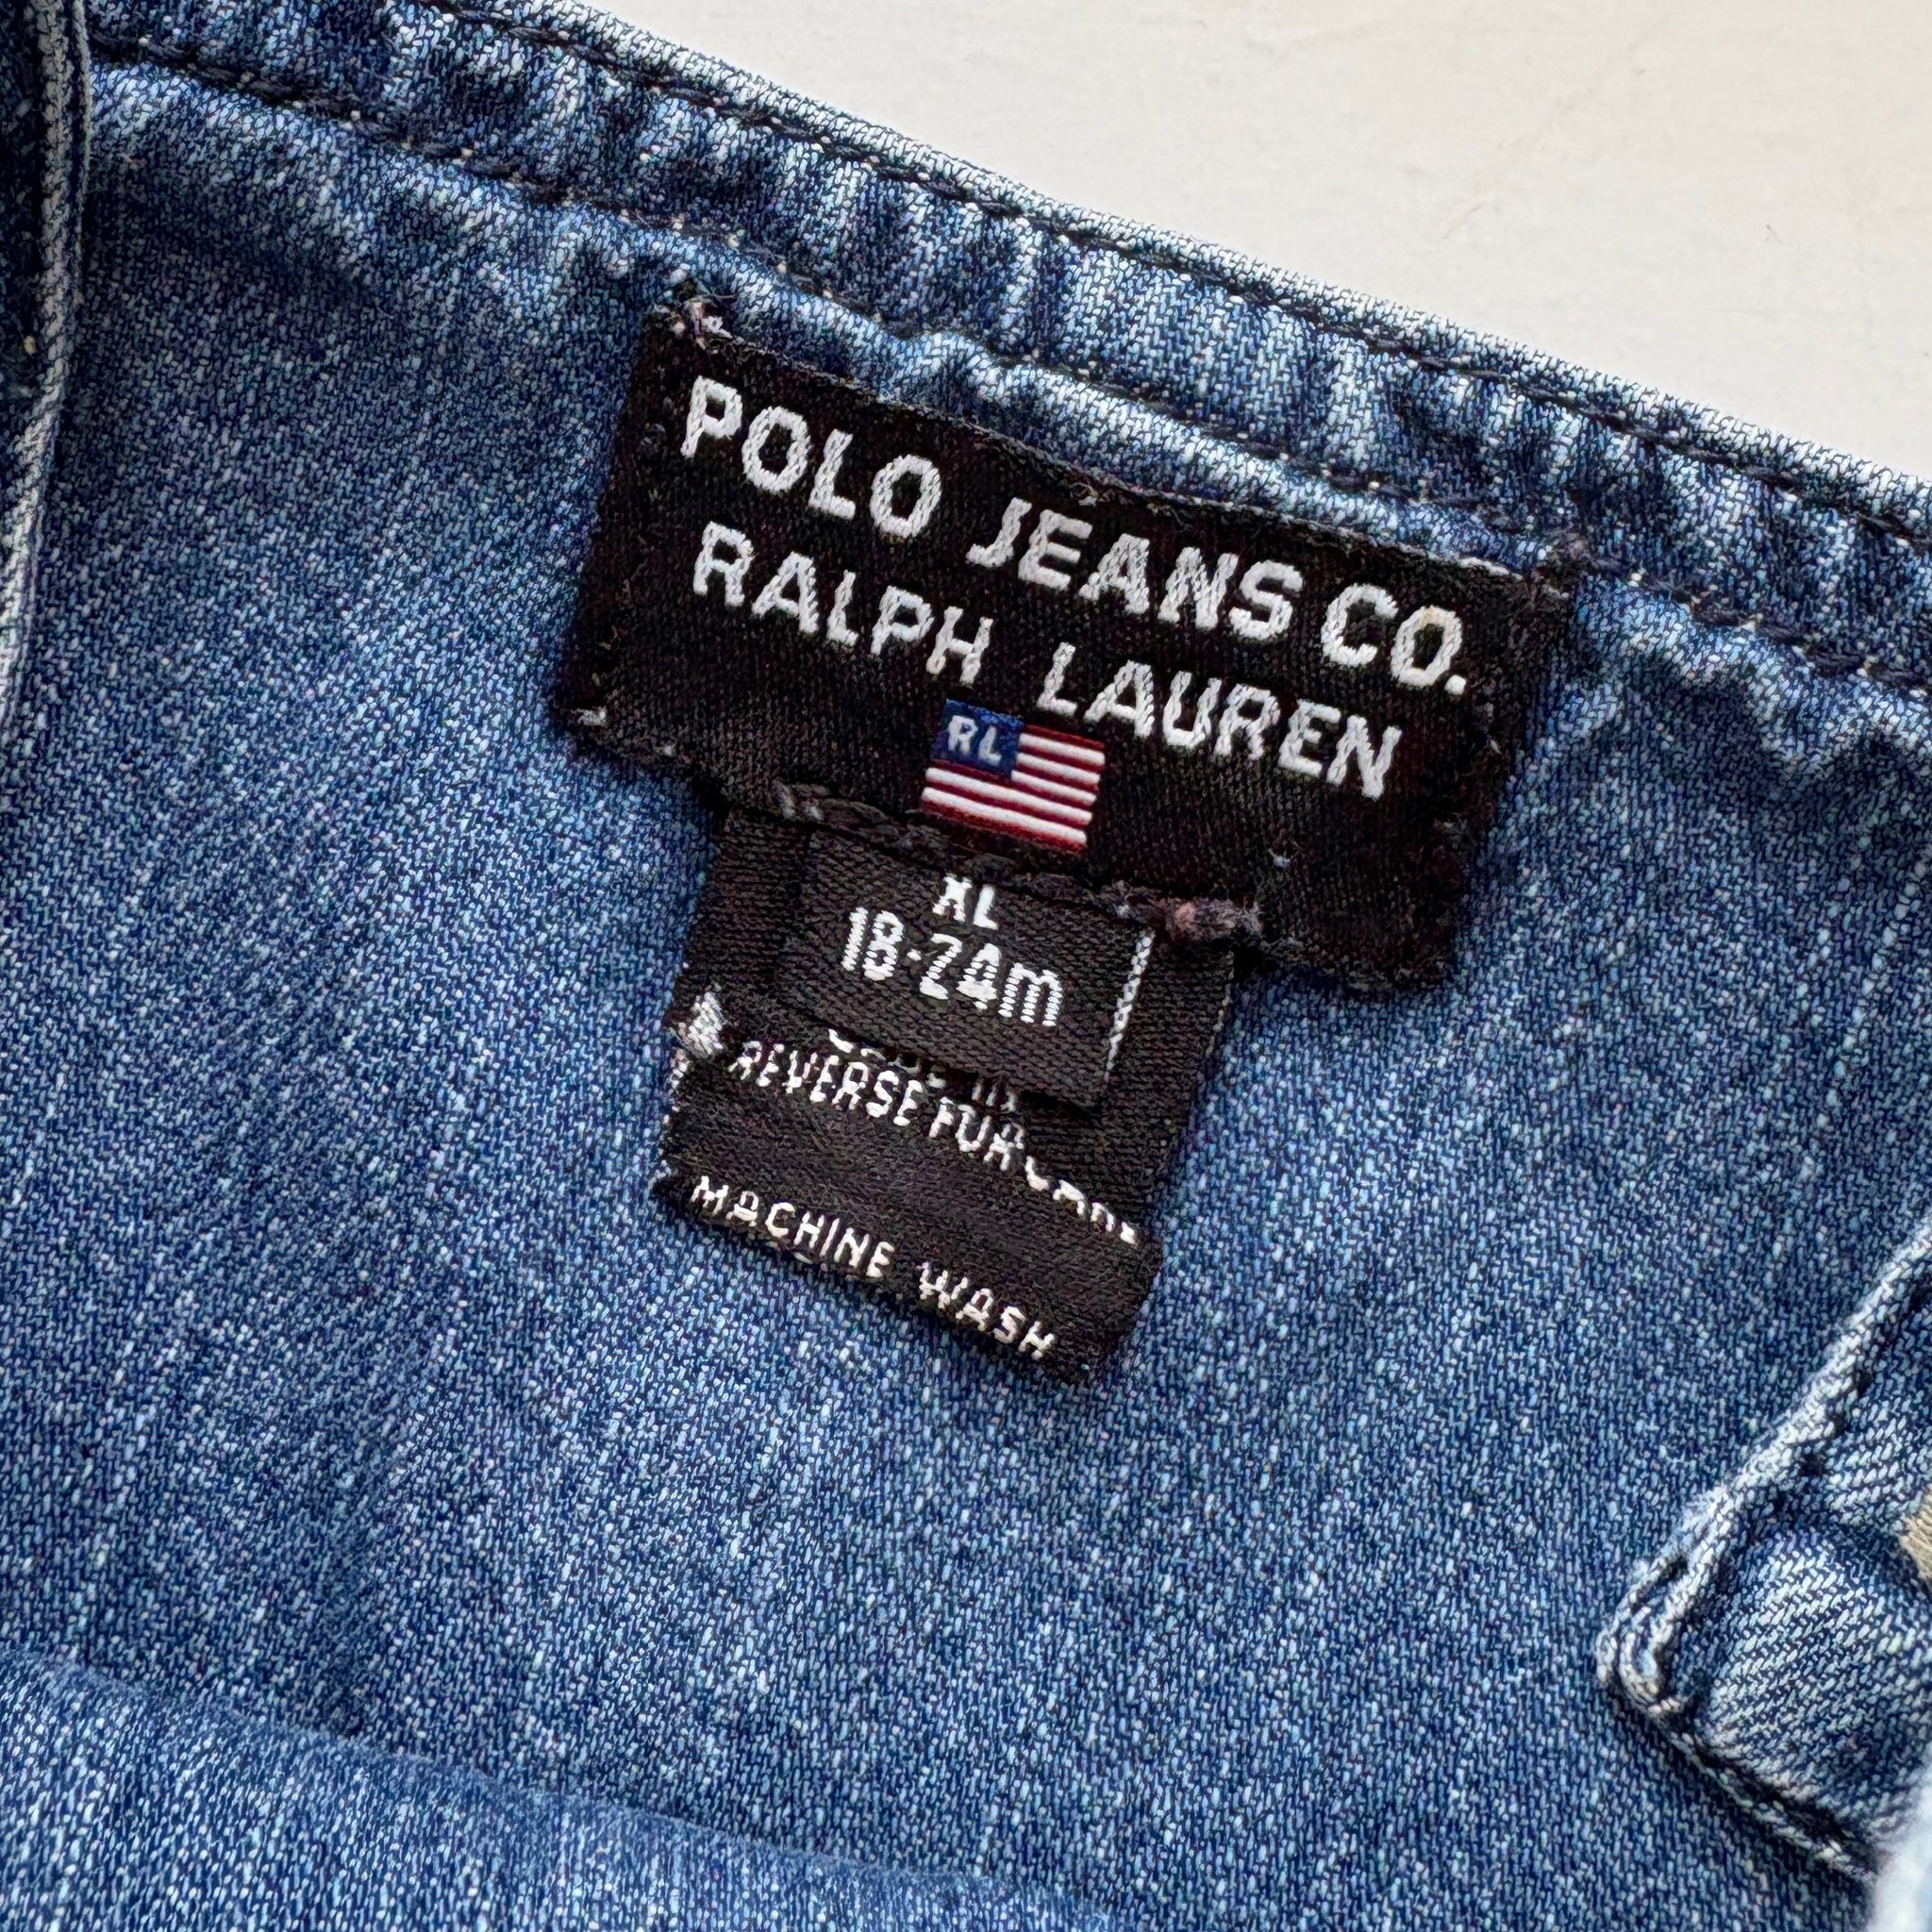 POLO JEANS CO.
RALPH LAUREN
RL
XL
18-24m
REVERSE FOR
MACHINE WASH